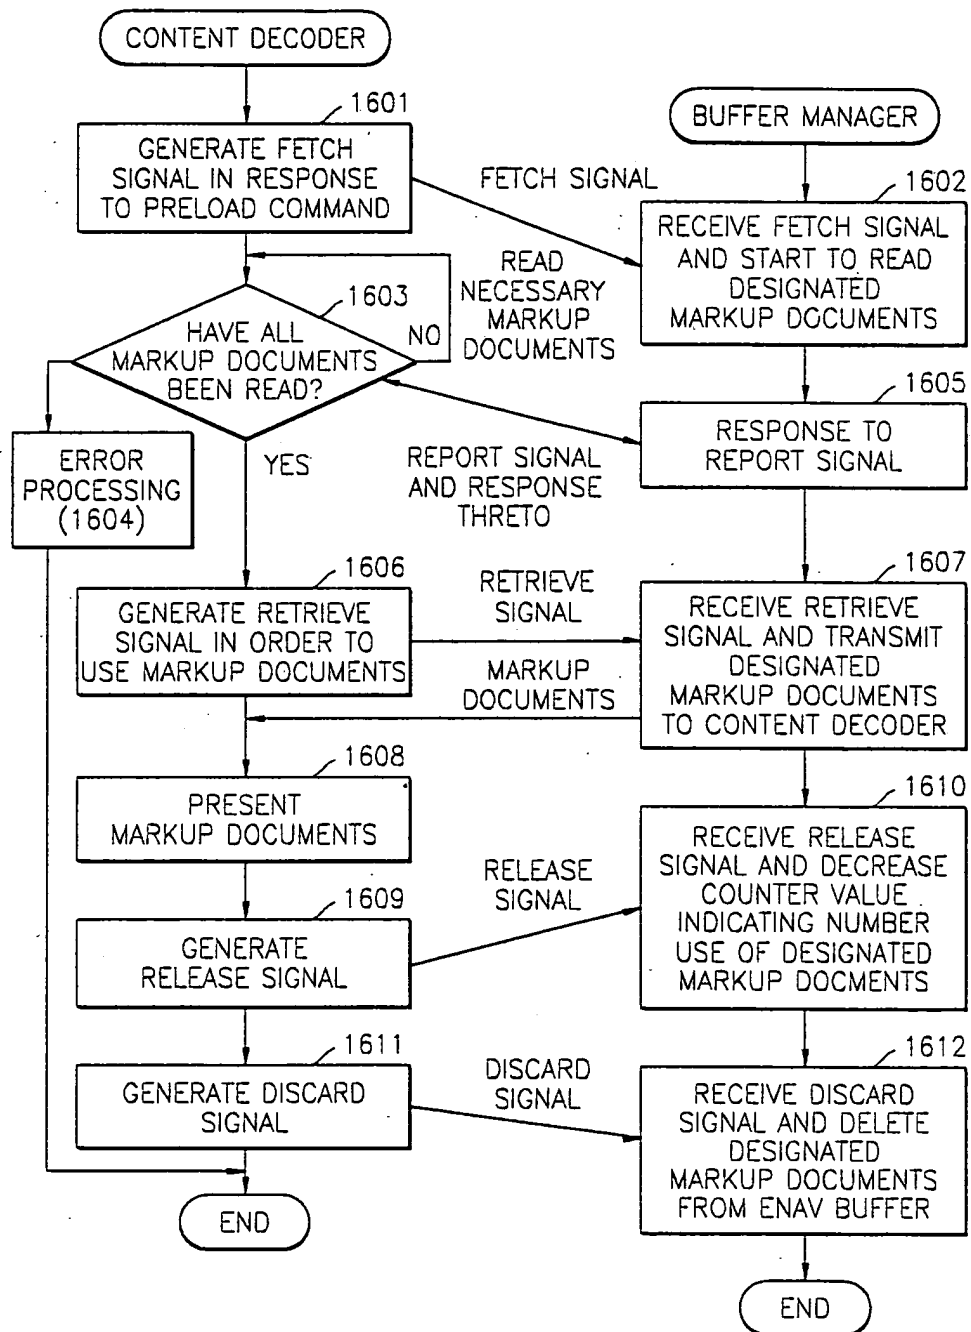 CONTENT DECODER
1601
GENERATE FETCH
SIGNAL IN RESPONSE
TO PRELOAD COMMAND
BUFFER MANAGER
FETCH SIGNAL
1602
RECEIVE FETCH SIGNAL
AND START TO READ
DESIGNATED
MARKUP DOCUMENTS
READ
NECESSARY
MARKUP
DOCUMENTS
1603
HAVE ALL
MARKUP DOCUMENTS
BEEN READ?
NO
YES
ERROR
PROCESSING
(1604)
1605
RESPONSE TO
REPORT SIGNAL
REPORT SIGNAL
AND RESPONSE
THRETO
1606
GENERATE RETRIEVE
SIGNAL IN ORDER TO
USE MARKUP DOCUMENTS
RETRIEVE
SIGNAL
MARKUP
DOCUMENTS
1607
RECEIVE RETRIEVE
SIGNAL AND TRANSMIT
DESIGNATED
MARKUP DOCUMENTS
TO CONTENT DECODER
1608
PRESENT
MARKUP DOCUMENTS
1609
GENERATE
RELEASE SIGNAL
RELEASE
SIGNAL
1610
RECEIVE RELEASE
SIGNAL AND DECREASE
COUNTER VALUE
INDICATING NUMBER
USE OF DESIGNATED
MARKUP DOCMENTS
1611
GENERATE DISCARD
SIGNAL
DISCARD
SIGNAL
1612
RECEIVE DISCARD
SIGNAL AND DELETE
DESIGNATED
MARKUP DOCUMENTS
FROM ENAV BUFFER
END
END